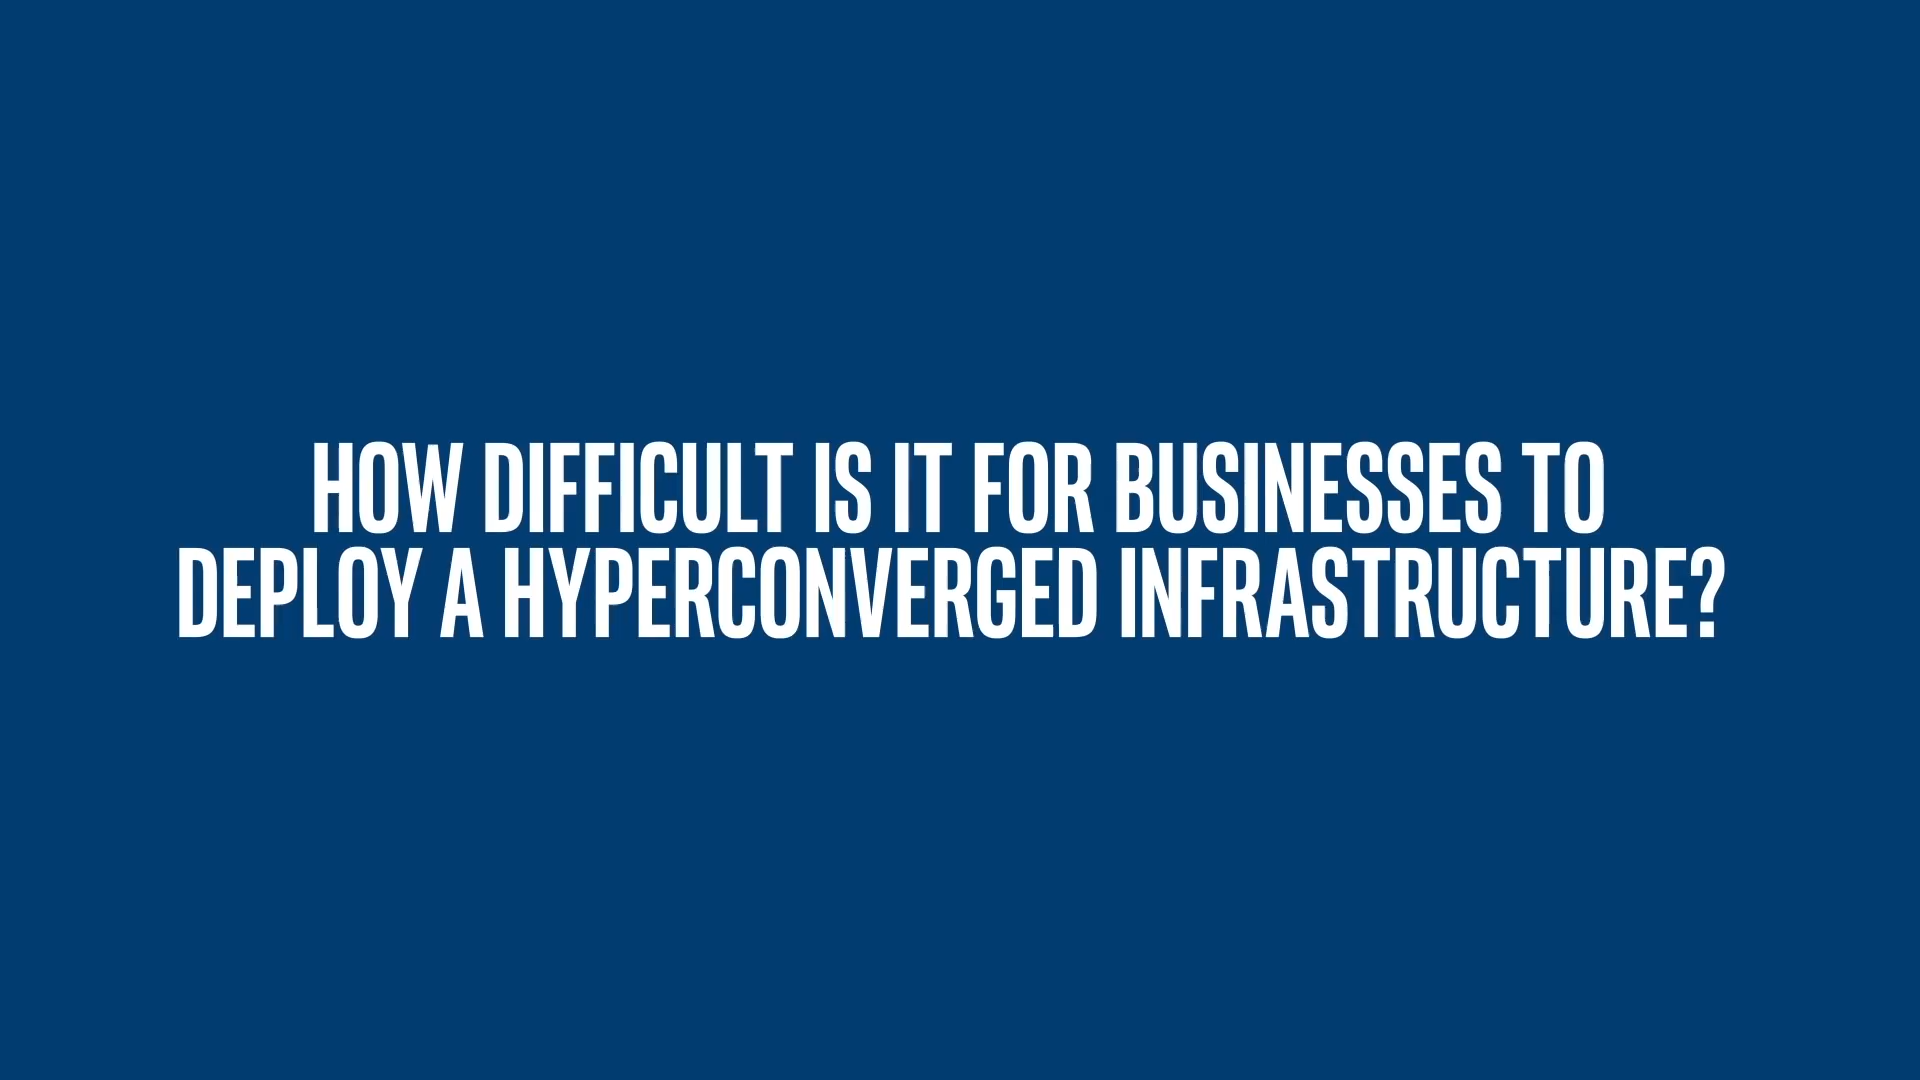 HOW DIFFICULT IS IT FOR BUSINESSES TO
DEPLOY A HYPERCONVERGED INFRASTRUCTURE?